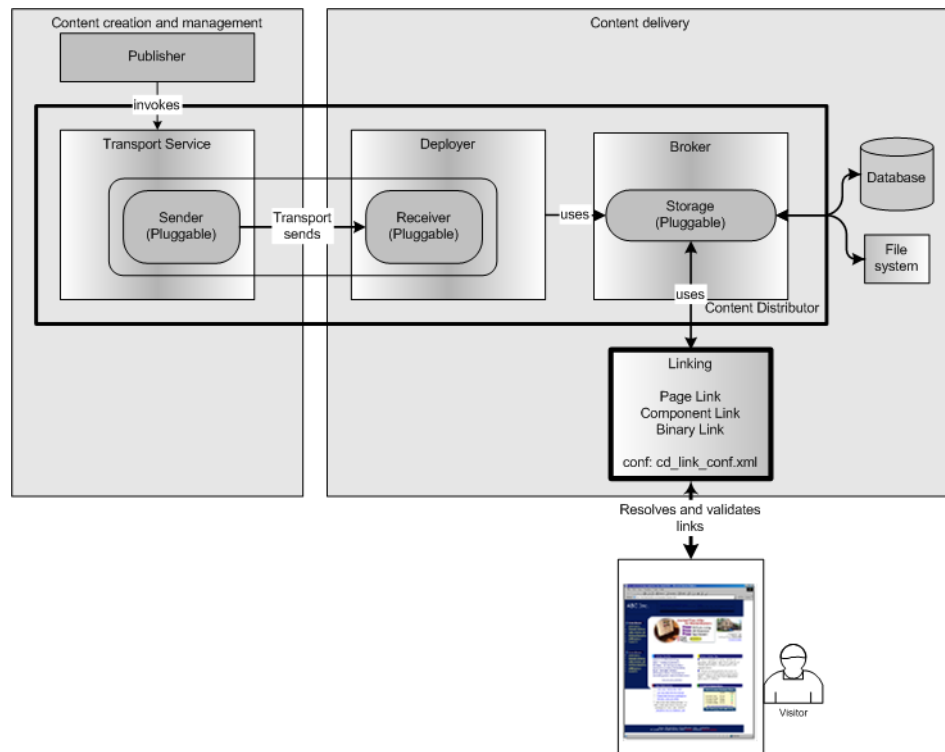 Content creation and management
Publisher
invokes
Transport Service
Sender
(Pluggable)
Transport
sends
Content delivery
Deployer
Receiver
(Pluggable)
uses
Broker
Storage
(Pluggable)
uses
Content Distributor
Database
File
system
Linking
Page Link
Component Link
Binary Link
conf: cd_link_conf.xml
Resolves and validates
links
ABC Inc.
Visitor